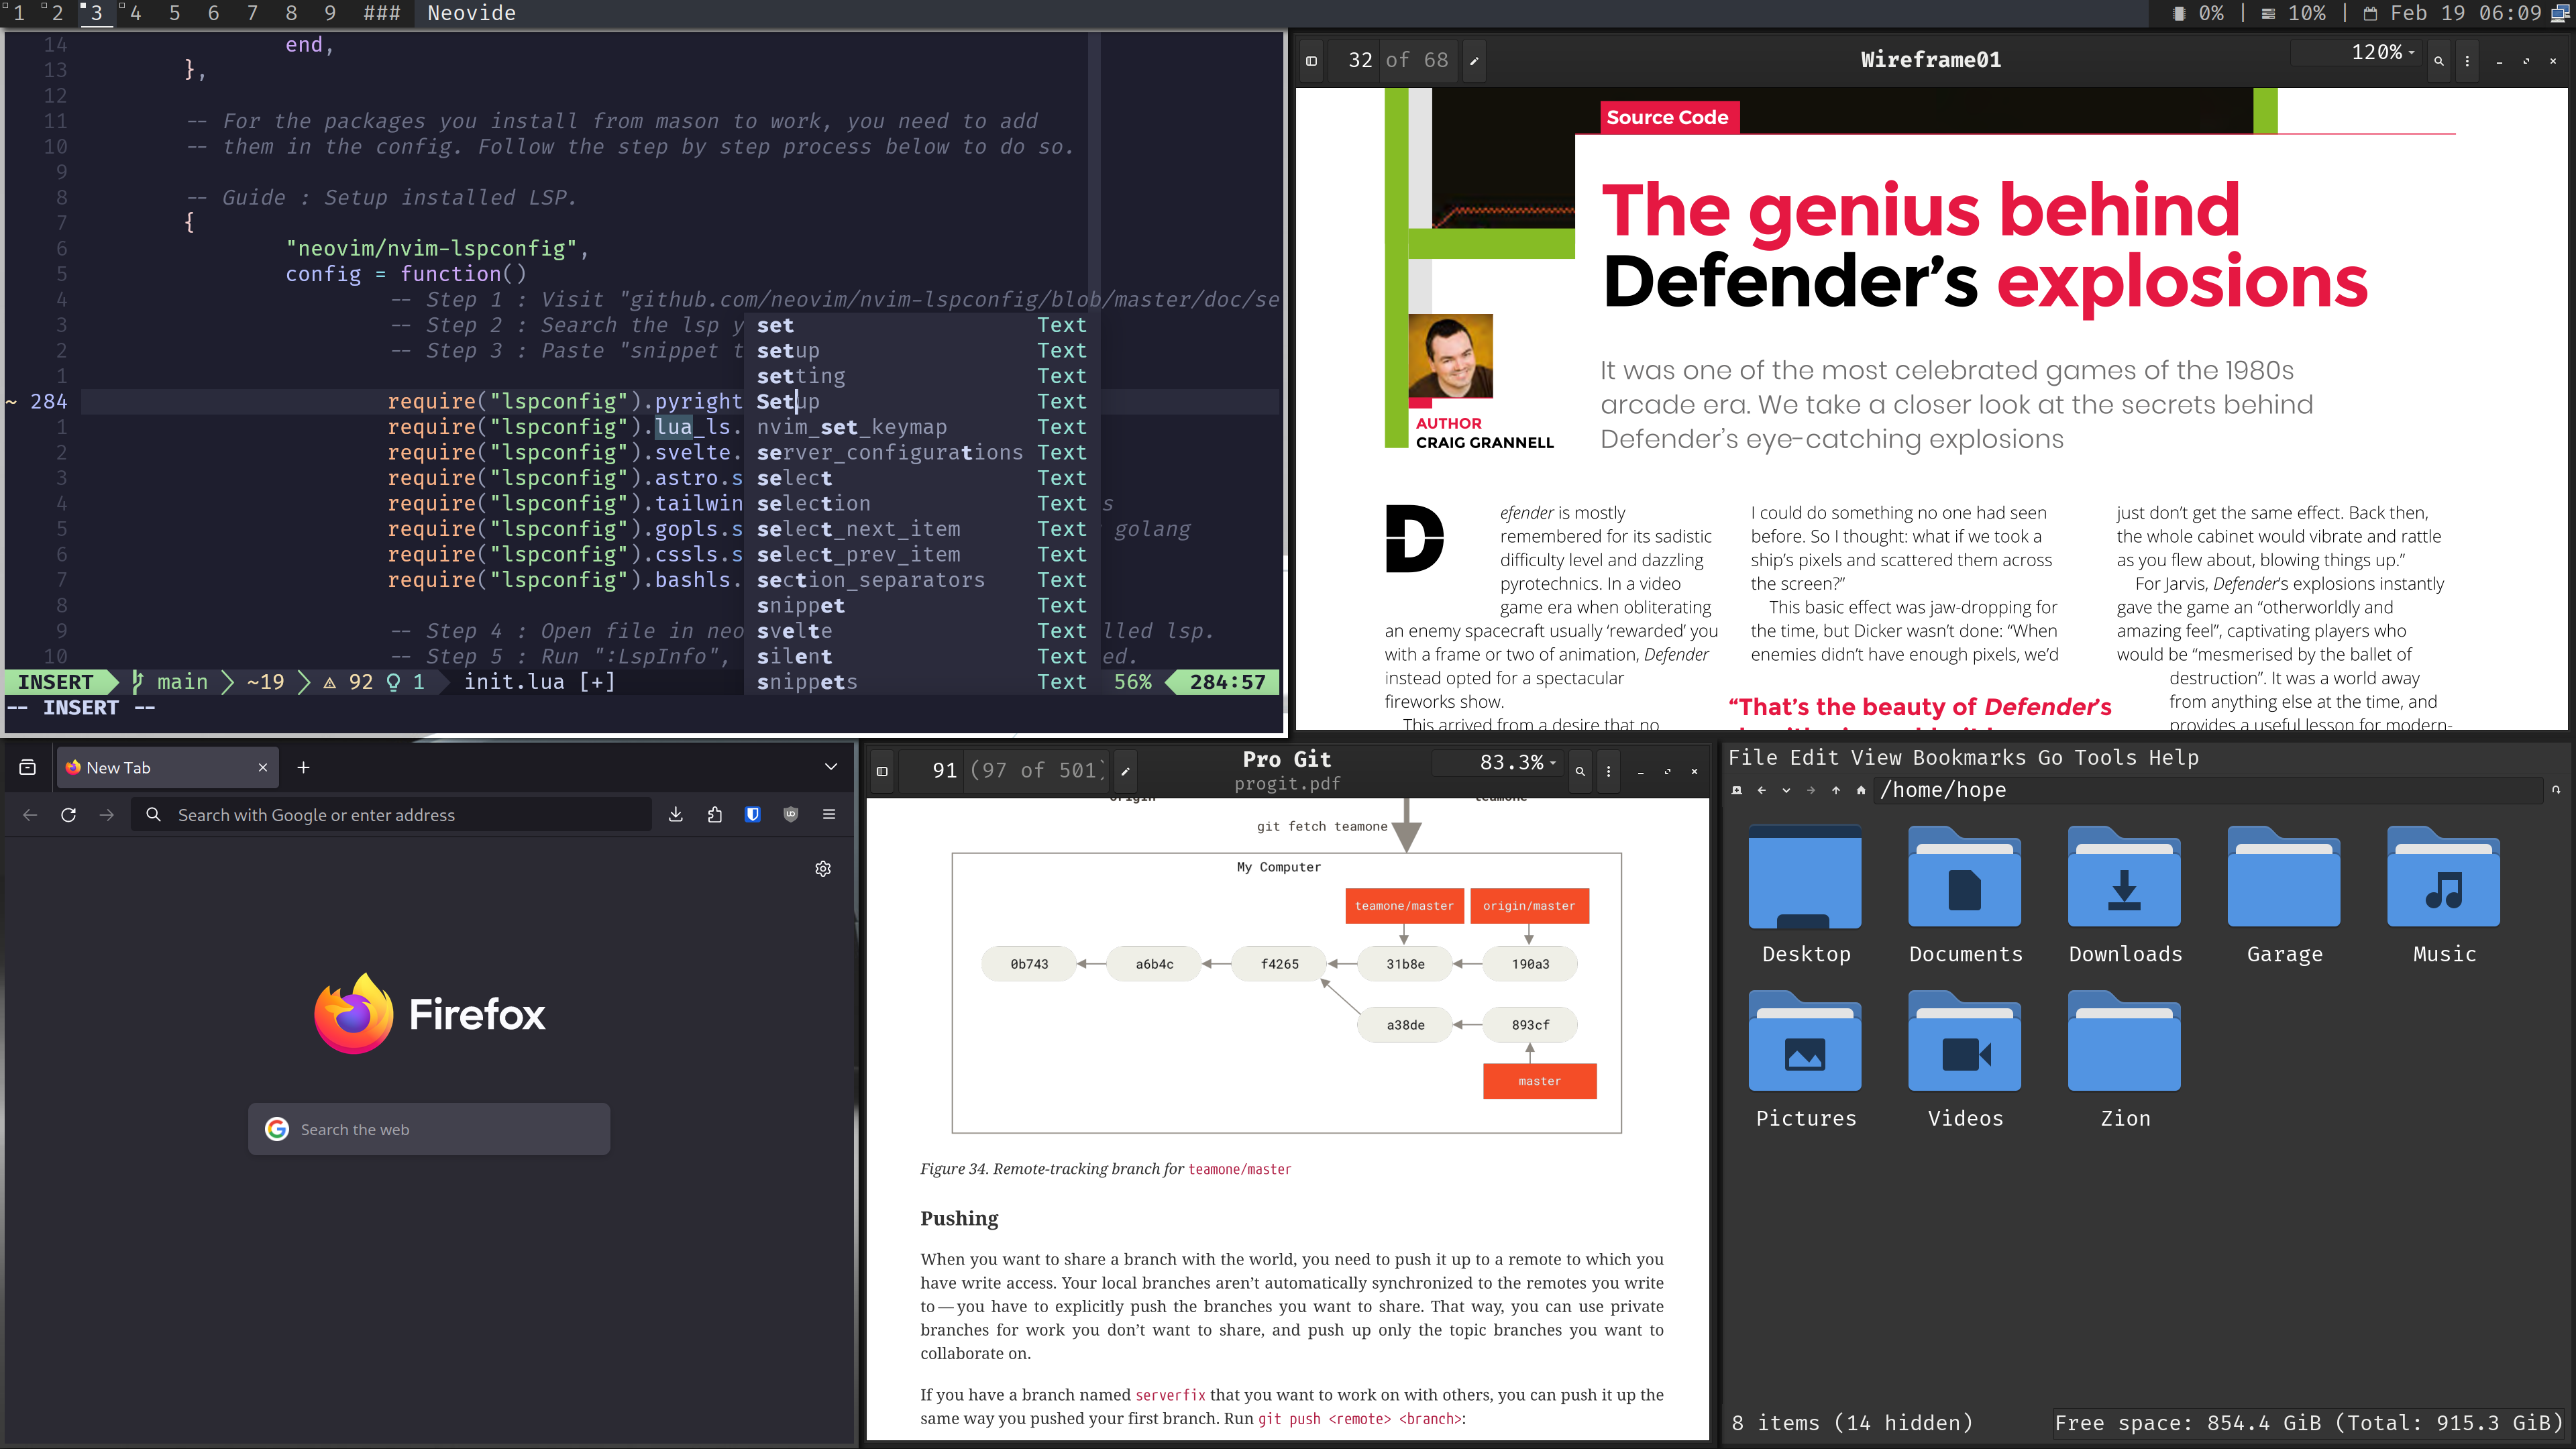 1 2 3 4 5 6 7 8 9 ### Neovide
0% | 10% | Feb 19 06:09
14 end,
13 },
12
11 -- For the packages you install from mason to work, you need to add
10 -- them in the config. Follow the step by step process below to do so.
9
8 -- Guide : Setup installed LSP.
7 {
6 "neovim/nvim-lspconfig",
5 config = function()
4 -- Step 1 : Visit "github.com/neovim/nvim-lspconfig/blob/master/doc/se
3 -- Step 2 : Search the lsp y
2 -- Step 3 : Paste "snippet t
1
~ 284 require("lspconfig").pyright
1 require("lspconfig").lua_ls.
2 require("lspconfig").svelte.
3 require("lspconfig").astro.s
4 require("lspconfig").tailwin s
5 require("lspconfig").gopls.s golang
6 require("lspconfig").cssls.s
7 require("lspconfig").bashls.
8
9 -- Step 4 : Open file in neo lled lsp.
10 -- Step 5 : Run ":LspInfo", ed.
set Text
setup Text
setting Text
Setup Text
nvim_set_keymap Text
server_configurations Text
select Text
selection Text
select_next_item Text
select_prev_item Text
section_separators Text
snippet Text
svelte Text
silent Text
snippets Text
INSERT main ~19 92 1 init.lua [+] 56% 284:57
-- INSERT --
32 of 68 Wireframe01 120%
Source Code
The genius behind
Defender’s explosions
It was one of the most celebrated games of the 1980s
arcade era. We take a closer look at the secrets behind
Defender’s eye-catching explosions
AUTHOR
CRAIG GRANNELL
Defender is mostly
remembered for its sadistic
difficulty level and dazzling
pyrotechnics. In a video
game era when obliterating
an enemy spacecraft usually ‘rewarded’ you
with a frame or two of animation, Defender
instead opted for a spectacular
fireworks show.
This arrived from a desire that no
I could do something no one had seen
before. So I thought: what if we took a
ship’s pixels and scattered them across
the screen?”
This basic effect was jaw-dropping for
the time, but Dicker wasn’t done: “When
enemies didn’t have enough pixels, we’d
“That’s the beauty of Defender’s
just don’t get the same effect. Back then,
the whole cabinet would vibrate and rattle
as you flew about, blowing things up.”
For Jarvis, Defender’s explosions instantly
gave the game an “otherworldly and
amazing feel”, captivating players who
would be “mesmerised by the ballet of
destruction”. It was a world away
from anything else at the time, and
provides a useful lesson for modern-
New Tab
Search with Google or enter address
Firefox
Search the web
91 (97 of 501) Pro Git 83.3%
progit.pdf
origin teamone
git fetch teamone
My Computer
teamone/master origin/master
0b743 a6b4c f4265 31b8e 190a3
a38de 893cf
master
Figure 34. Remote-tracking branch for teamone/master
Pushing
When you want to share a branch with the world, you need to push it up to a remote to which you
have write access. Your local branches aren’t automatically synchronized to the remotes you write
to — you have to explicitly push the branches you want to share. That way, you can use private
branches for work you don’t want to share, and push up only the topic branches you want to
collaborate on.
If you have a branch named serverfix that you want to work on with others, you can push it up the
same way you pushed your first branch. Run git push <remote> <branch>:
File Edit View Bookmarks Go Tools Help
/home/hope
Desktop Documents Downloads Garage Music
Pictures Videos Zion
8 items (14 hidden) Free space: 854.4 GiB (Total: 915.3 GiB)